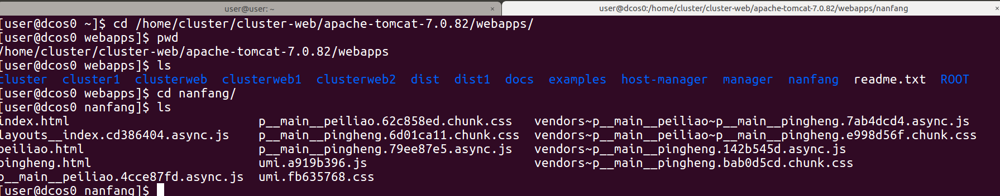 user@user: ~ ×
user@dcos0:/home/cluster/cluster-web/apache-tomcat-7.0.82/webapps/nanfang ×
[user@dcos0 ~]$ cd /home/cluster/cluster-web/apache-tomcat-7.0.82/webapps/
[user@dcos0 webapps]$ pwd
/home/cluster/cluster-web/apache-tomcat-7.0.82/webapps
[user@dcos0 webapps]$ ls
cluster cluster1 clusterweb clusterweb1 clusterweb2 dist dist1 docs examples host-manager manager nanfang readme.txt ROOT
[user@dcos0 webapps]$ cd nanfang/
[user@dcos0 nanfang]$ ls
index.html p__main__peiliao.62c858ed.chunk.css vendors~p__main__peiliao~p__main__pingheng.7ab4dcd4.async.js
layouts__index.cd386404.async.js p__main__pingheng.6d01ca11.chunk.css vendors~p__main__peiliao~p__main__pingheng.e998d56f.chunk.css
peiliao.html p__main__pingheng.79ee87e5.async.js vendors~p__main__pingheng.142b545d.async.js
pingheng.html umi.a919b396.js vendors~p__main__pingheng.bab0d5cd.chunk.css
p__main__peiliao.4cce87fd.async.js umi.fb635768.css
[user@dcos0 nanfang]$